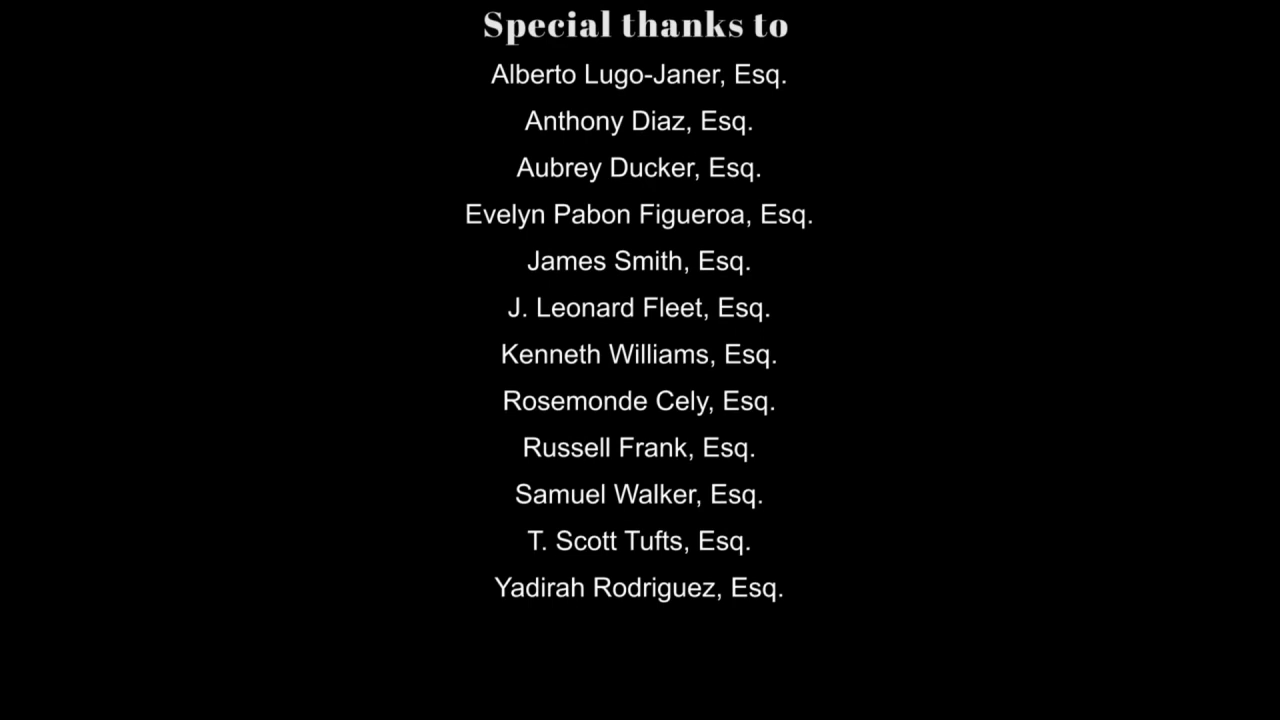 Special thanks to
Alberto Lugo-Janer, Esq.
Anthony Diaz, Esq.
Aubrey Ducker, Esq.
Evelyn Pabon Figueroa, Esq.
James Smith, Esq.
J. Leonard Fleet, Esq.
Kenneth Williams, Esq.
Rosemonde Cely, Esq.
Russell Frank, Esq.
Samuel Walker, Esq.
T. Scott Tufts, Esq.
Yadirah Rodriguez, Esq.